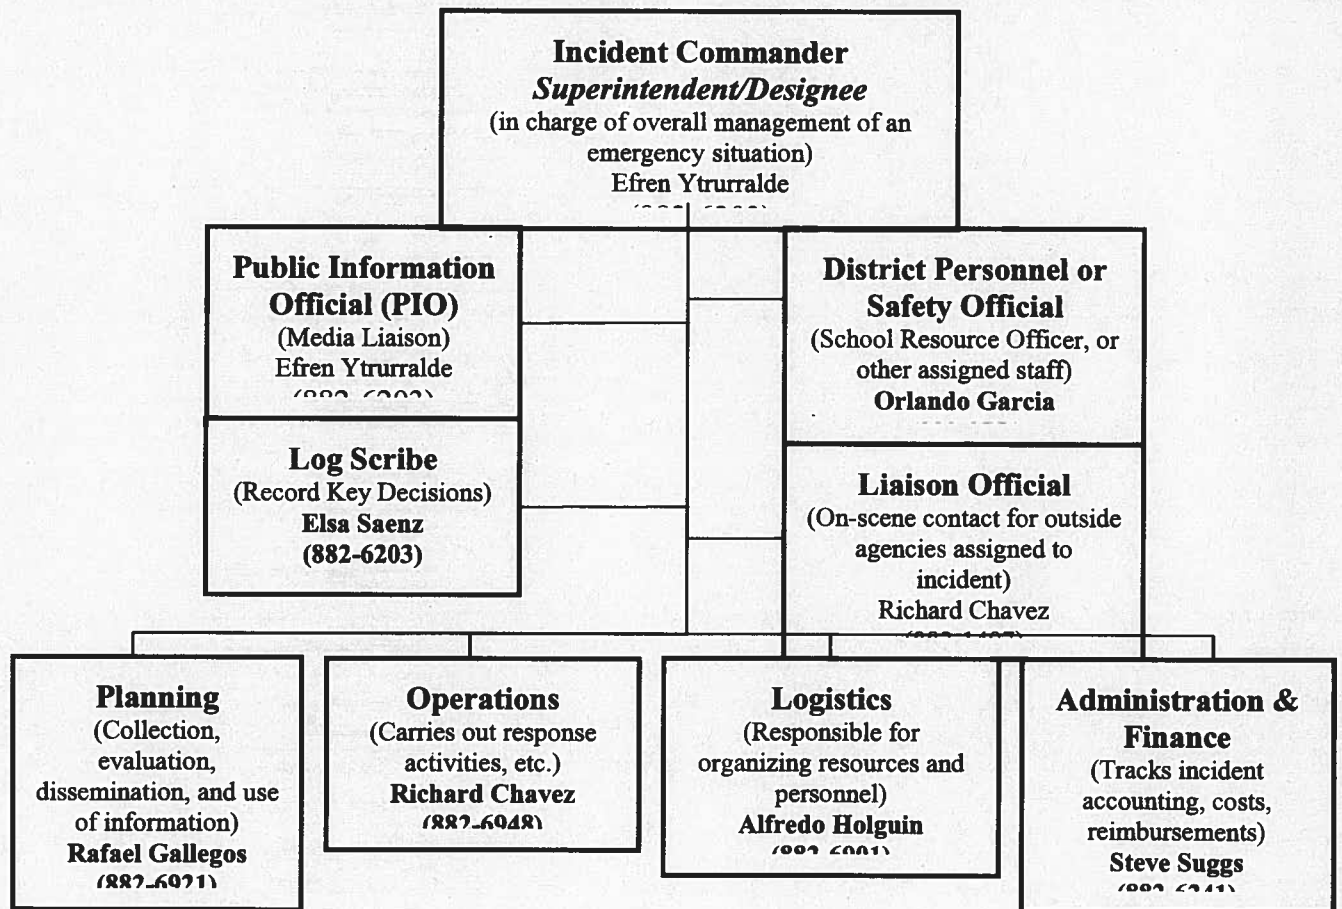 Incident Commander
Superintendent/Designee
(in charge of overall management of an
emergency situation)
Efren Ytrurralde
Public Information
Official (PIO)
(Media Liaison)
Efren Ytrurralde
District Personnel or
Safety Official
(School Resource Officer, or
other assigned staff)
Orlando Garcia
Log Scribe
(Record Key Decisions)
Elsa Saenz
(882-6203)
Liaison Official
(On-scene contact for outside
agencies assigned to
incident)
Richard Chavez
Planning
(Collection,
evaluation,
dissemination, and use
of information)
Rafael Gallegos
Operations
(Carries out response
activities, etc.)
Richard Chavez
Logistics
(Responsible for
organizing resources and
personnel)
Alfredo Holguin
Administration &
Finance
(Tracks incident
accounting, costs,
reimbursements)
Steve Suggs